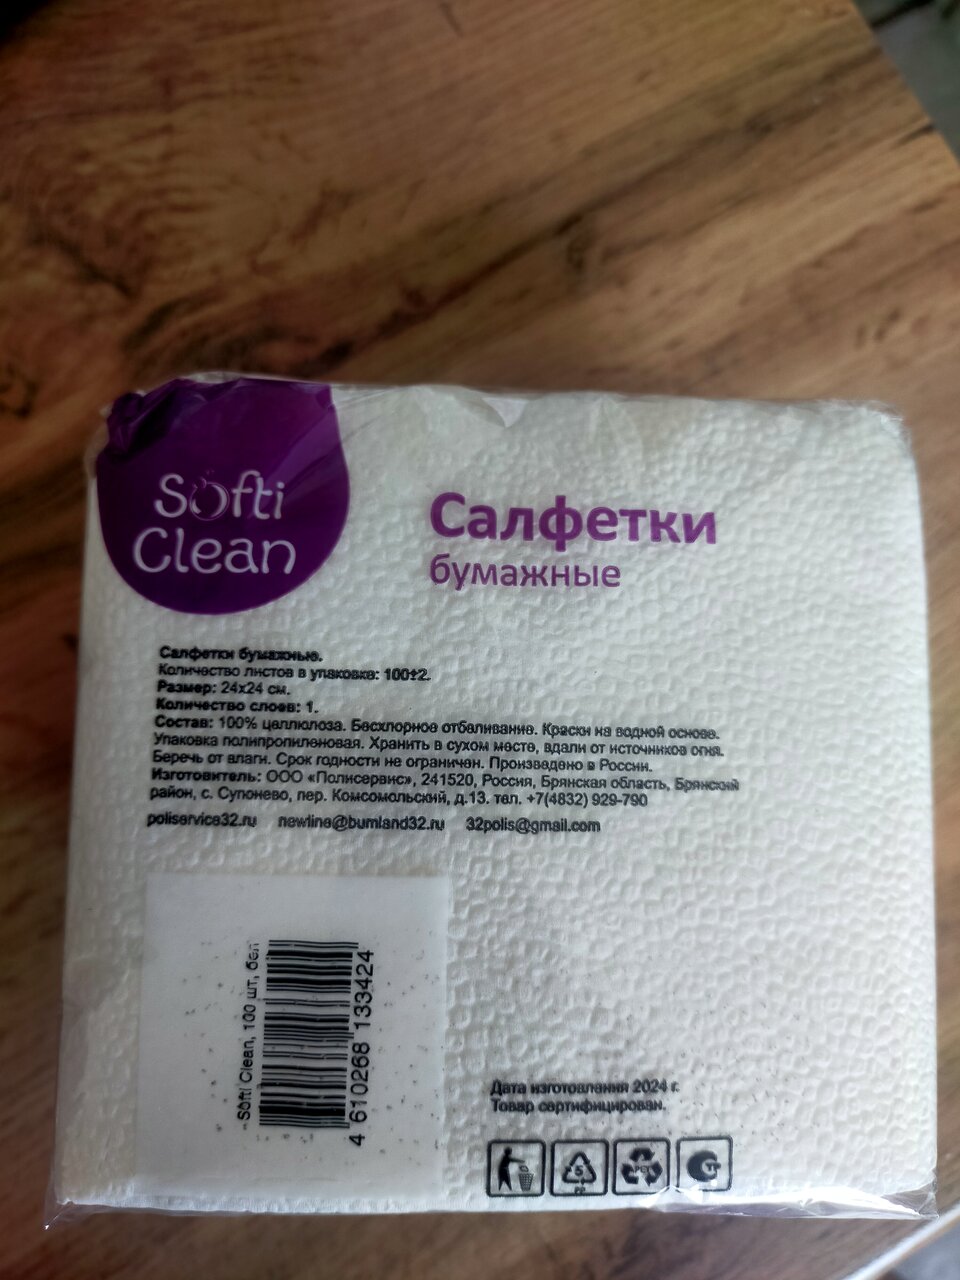 Softi
Clean
Салфетки
бумажные
Салфетки бумажные.
Количество листов в упаковке: 100±2.
Размер: 24х24 см.
Количество слоев: 1.
Состав: 100% целлюлоза. Бесхлорное отбеливание. Краски на водной основе.
Упаковка полипропиленовая. Хранить в сухом месте, вдали от источников огня.
Беречь от влаги. Срок годности не ограничен. Произведено в России.
Изготовитель: ООО «Полисервис», 241520, Россия, Брянская область, Брянский
район, с. Супонево, пер. Комсомольский, д.13. тел. +7(4832) 929-790
poliservice32.ru newline@bumland32.ru 32polis@gmail.com
Softi Clean, 100 шт, бел
4 610268 133424
Дата изготовления 2024 г.
Товар сертифицирован.
5
PP
PET